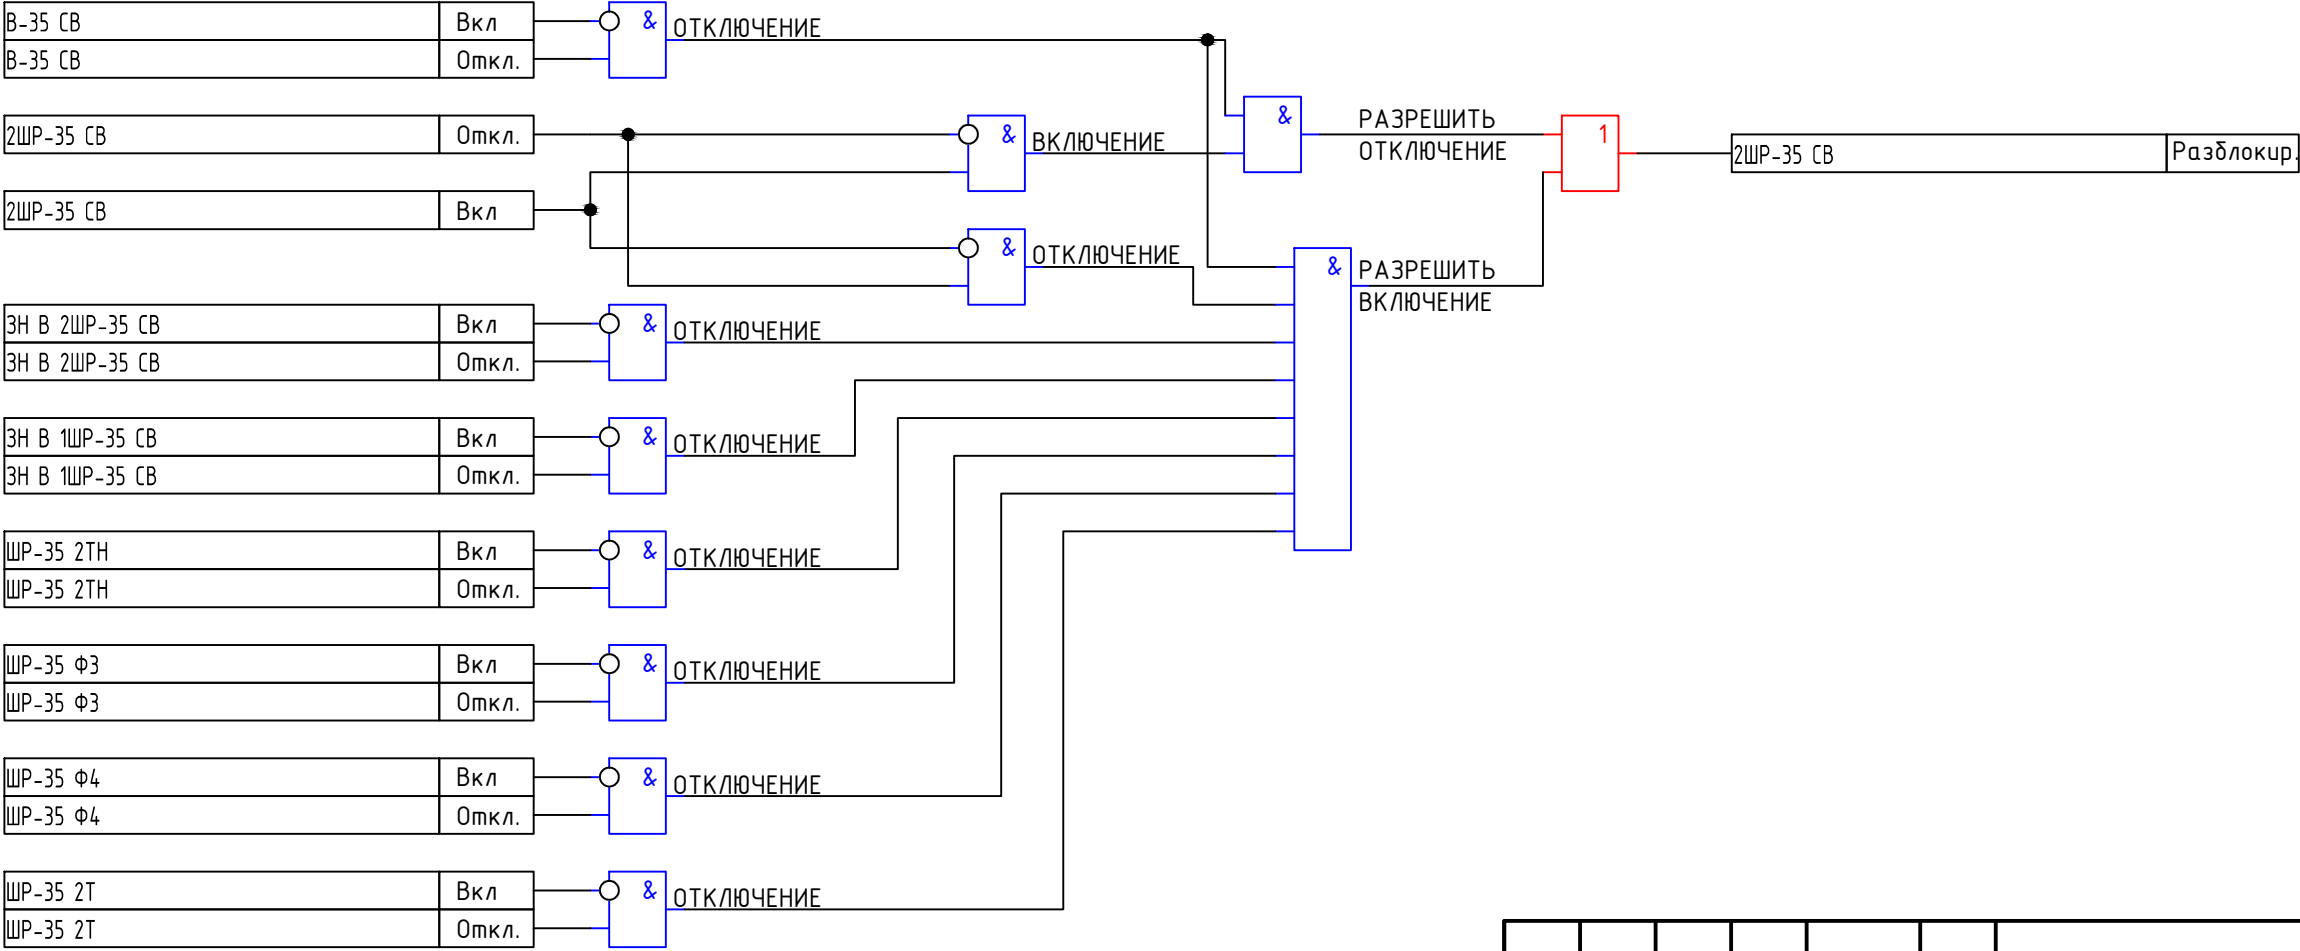 В-35 СВ Вкл & ОТКЛЮЧЕНИЕ
В-35 СВ Откл.
2ШР-35 СВ Откл. & ВКЛЮЧЕНИЕ
& РАЗРЕШИТЬ
ОТКЛЮЧЕНИЕ
1
2ШР-35 СВ Разблокир.
2ШР-35 СВ Вкл
& ОТКЛЮЧЕНИЕ
& РАЗРЕШИТЬ
ВКЛЮЧЕНИЕ
ЗН В 2ШР-35 СВ Вкл & ОТКЛЮЧЕНИЕ
ЗН В 2ШР-35 СВ Откл.
ЗН В 1ШР-35 СВ Вкл & ОТКЛЮЧЕНИЕ
ЗН В 1ШР-35 СВ Откл.
ШР-35 2ТН Вкл & ОТКЛЮЧЕНИЕ
ШР-35 2ТН Откл.
ШР-35 Ф3 Вкл & ОТКЛЮЧЕНИЕ
ШР-35 Ф3 Откл.
ШР-35 Ф4 Вкл & ОТКЛЮЧЕНИЕ
ШР-35 Ф4 Откл.
ШР-35 2Т Вкл & ОТКЛЮЧЕНИЕ
ШР-35 2Т Откл.